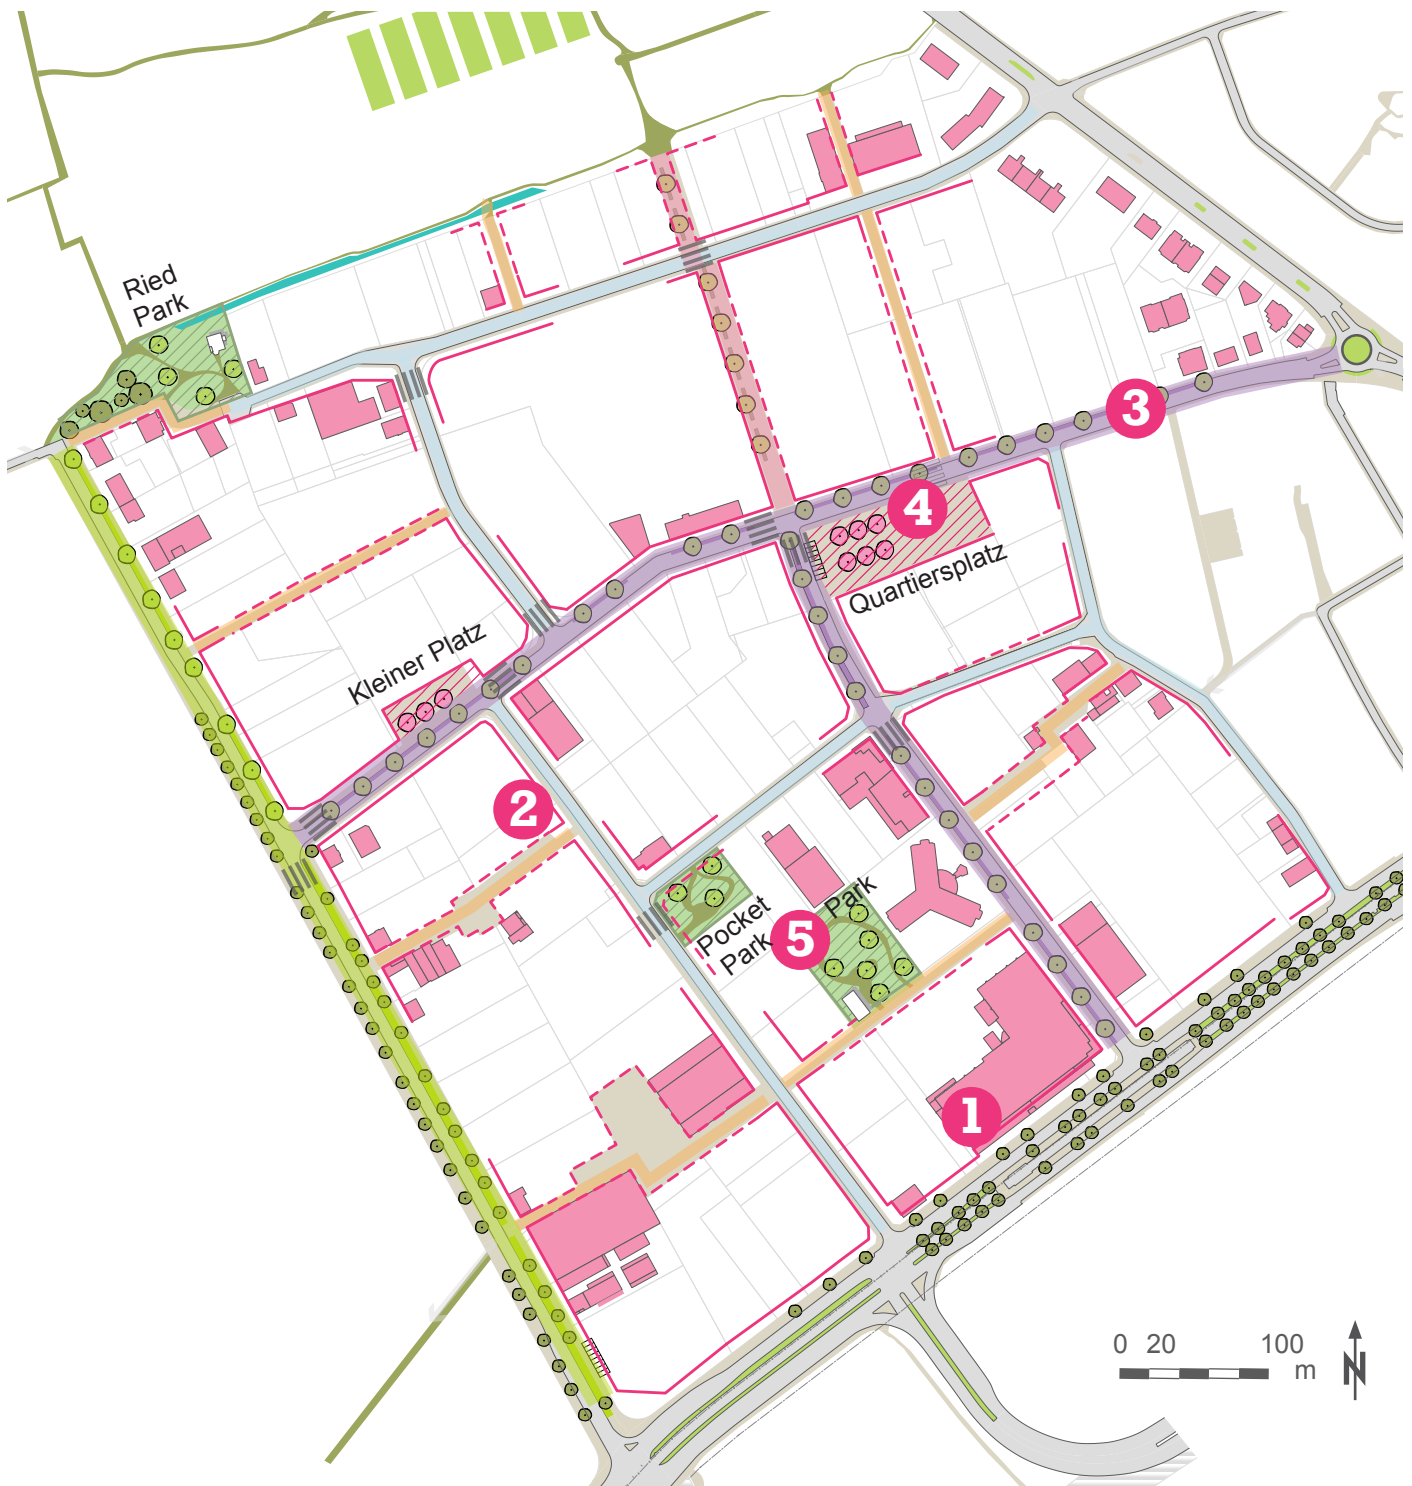 Ried
Park
3
4
Quartiersplatz
Kleiner Platz
2
Park
Pocket
Park
5
1
0 20 100
m
N